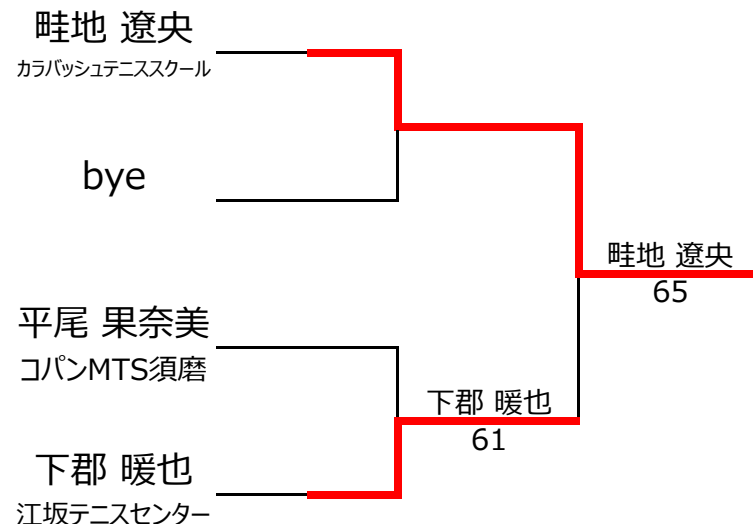 畦地 遼央
カラバッシュテニススクール
bye
畦地 遼央
65
平尾 果奈美
コパンMTS須磨
下郡 暖也
61
下郡 暖也
江坂テニスセンター